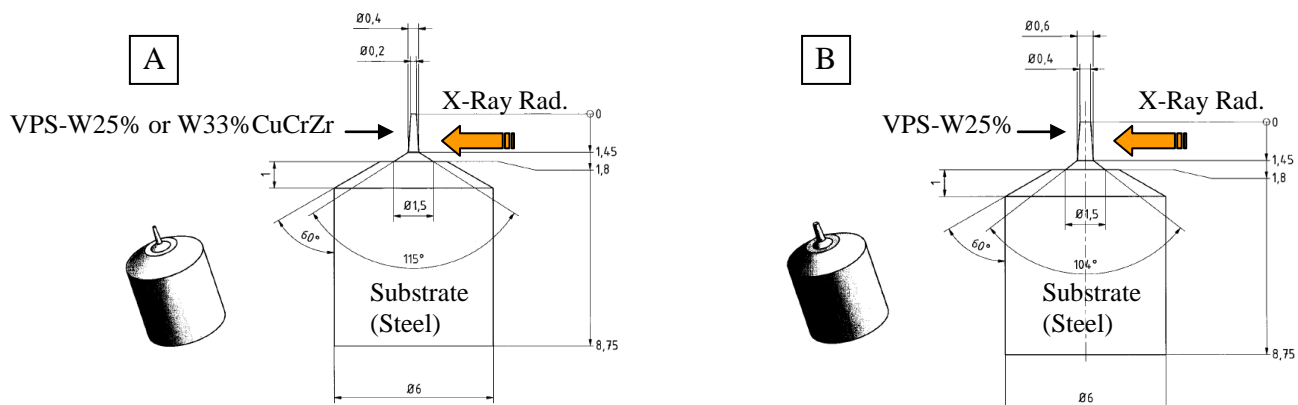 A
Ø0,4
Ø0,2
X-Ray Rad.
VPS-W25% or W33%CuCrZr
0
1,45
1,8
1
Ø1,5
60°
115°
Substrate
(Steel)
8,75
Ø6
B
Ø0,6
Ø0,4
X-Ray Rad.
VPS-W25%
0
1,45
1,8
1
Ø1,5
60°
104°
Substrate
(Steel)
8,75
Ø6